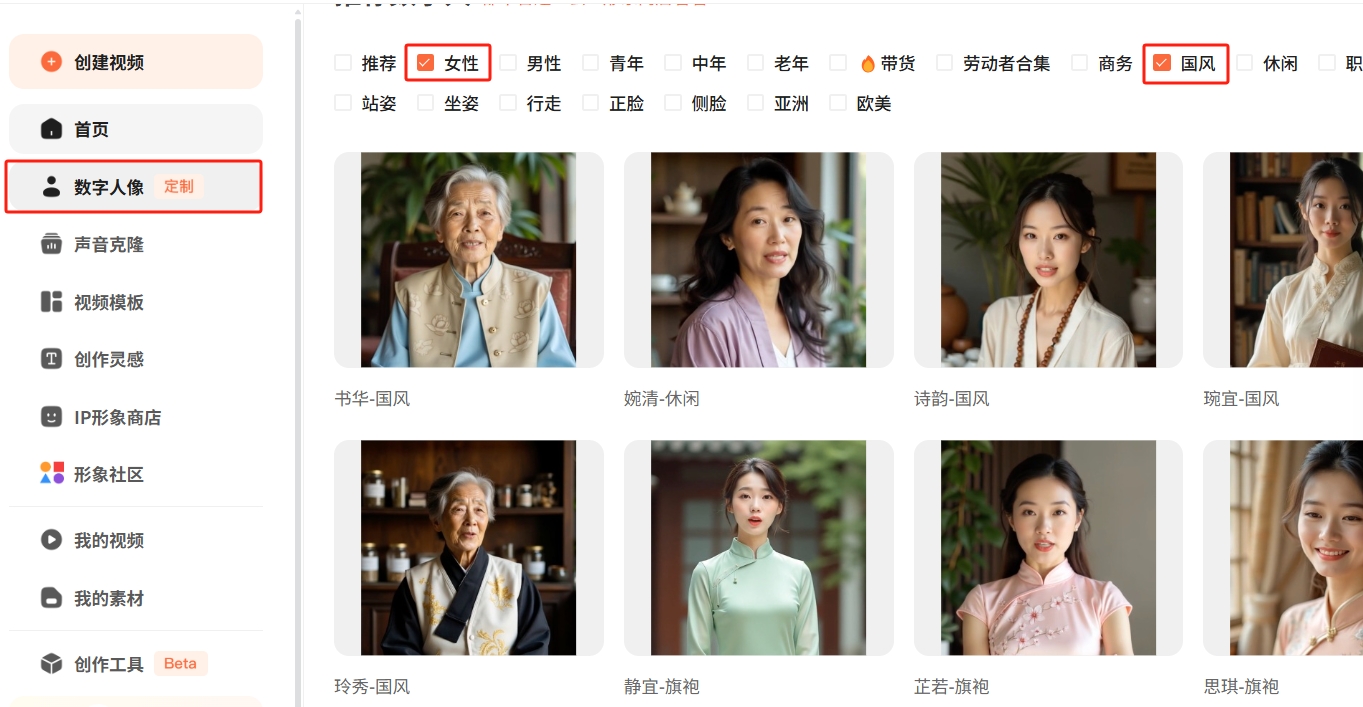 创建视频
首页
数字人像 定制
声音克隆
视频模板
创作灵感
IP形象商店
形象社区
我的视频
我的素材
创作工具 Beta
推荐 女性 男性 青年 中年 老年 带货 劳动者合集 商务 国风 休闲 职
站姿 坐姿 行走 正脸 侧脸 亚洲 欧美
书华-国风 婉清-休闲 诗韵-国风 琬宜-国风
玲秀-国风 静宜-旗袍 芷若-旗袍 思琪-旗袍